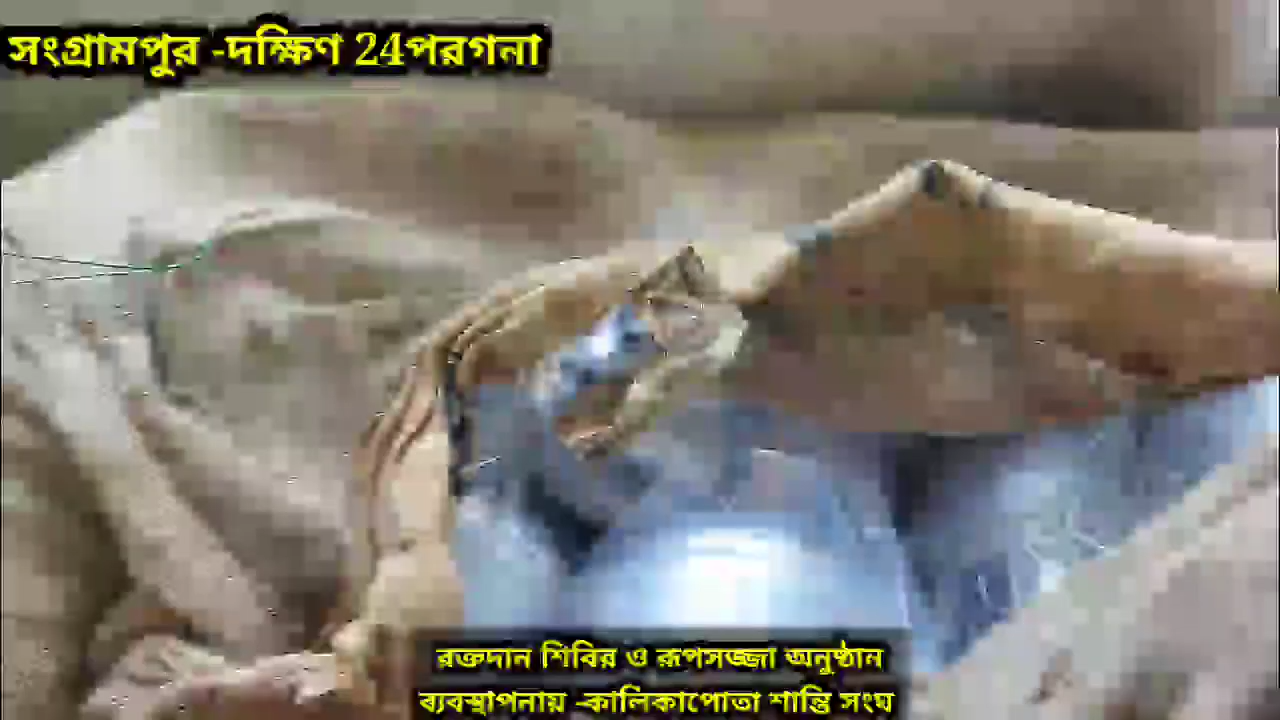 সংগ্রামপুর -দক্ষিণ 24পরগনা
রক্তদান শিবির ও রূপসজ্জা অনুষ্ঠান
ব্যবস্থাপনায় -কালিকাপোতা শান্তি সংঘ